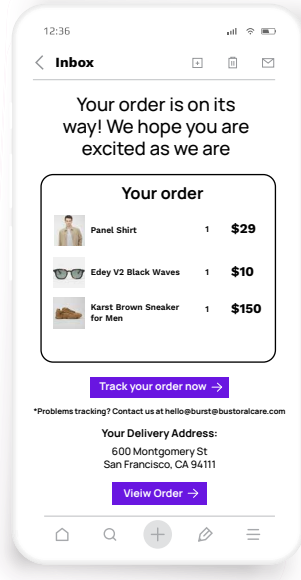 12:36
Inbox
Your order is on its
way! We hope you are
excited as we are
Your order
Panel Shirt 1 $29
Edey V2 Black Waves 1 $10
Karst Brown Sneaker
for Men 1 $150
Track your order now →
*Problems tracking? Contact us at hello@burst@bustoralcare.com
Your Delivery Address:
600 Montgomery St
San Francisco, CA 94111
Vieiw Order →